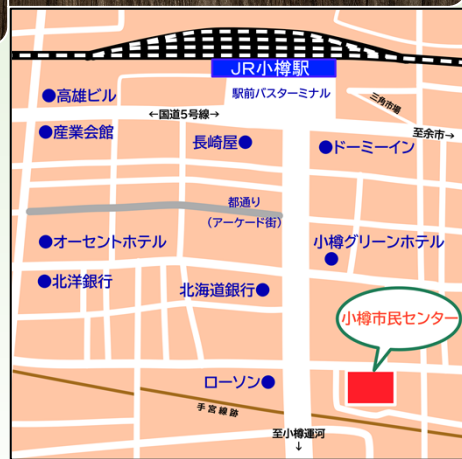 JR小樽駅
高雄ビル
駅前バスターミナル
三角市場
←国道5号線→
産業会館
長崎屋
ドーミーイン
至余市→
都通り
(アーケード街)
オーセントホテル
小樽グリーンホテル
北洋銀行
北海道銀行
小樽市民センター
ローソン
手宮線跡
至小樽運河
↓